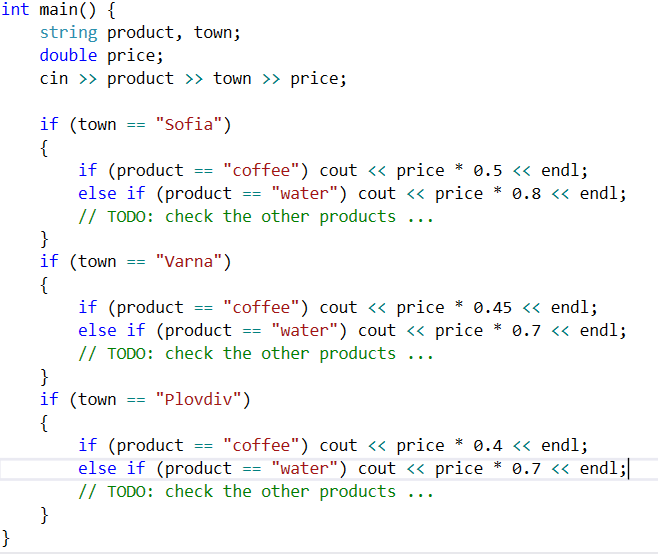 int main() {
    string product, town;
    double price;
    cin >> product >> town >> price;

    if (town == "Sofia")
    {
        if (product == "coffee") cout << price * 0.5 << endl;
        else if (product == "water") cout << price * 0.8 << endl;
        // TODO: check the other products ...
    }
    if (town == "Varna")
    {
        if (product == "coffee") cout << price * 0.45 << endl;
        else if (product == "water") cout << price * 0.7 << endl;
        // TODO: check the other products ...
    }
    if (town == "Plovdiv")
    {
        if (product == "coffee") cout << price * 0.4 << endl;
        else if (product == "water") cout << price * 0.7 << endl;
        // TODO: check the other products ...
    }
}